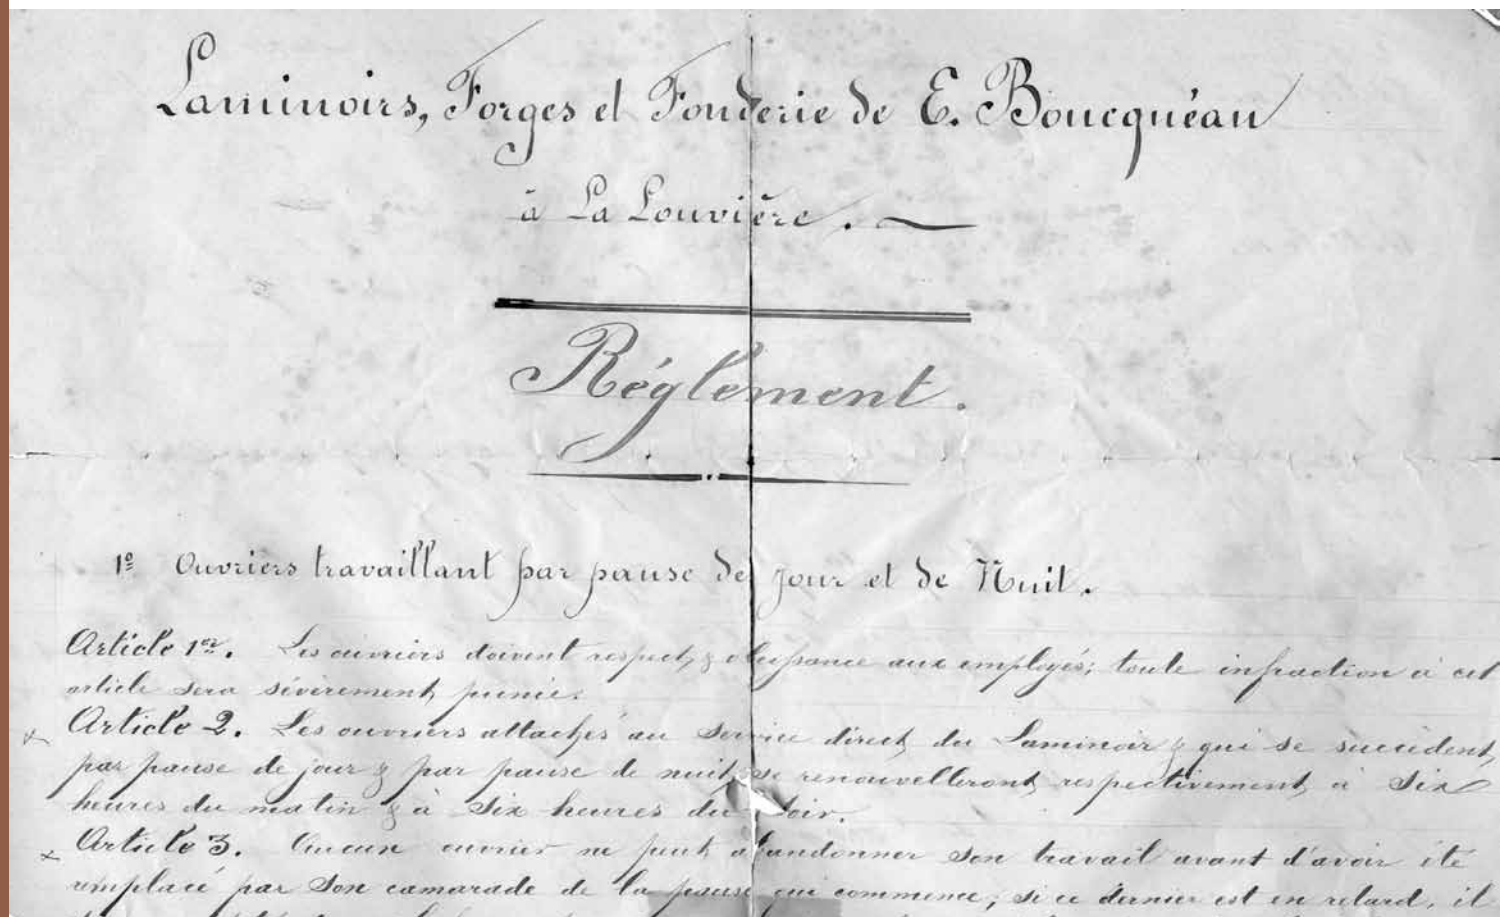 Laminoirs, Forges et Fonderie de E. Boucquéau
à La Louvière.
Réglement.
1º Ouvriers travaillant par pause de jour et de Nuit.
Article 1er. Les ouvriers doivent respect & obeissance aux employés; toute infraction à cet
article sera sévèrement punie.
Article 2. Les ouvriers attachés au service direct du Laminoir & qui se succèdent
par pause de jour & par pause de nuit se renouvelleront respectivement à Six
heures du matin & à Six heures du soir.
Article 3. Aucun ouvrier ne peut abandonner son travail avant d'avoir été
remplacé par son camarade de la pause qui commence; si ce dernier est en retard, il